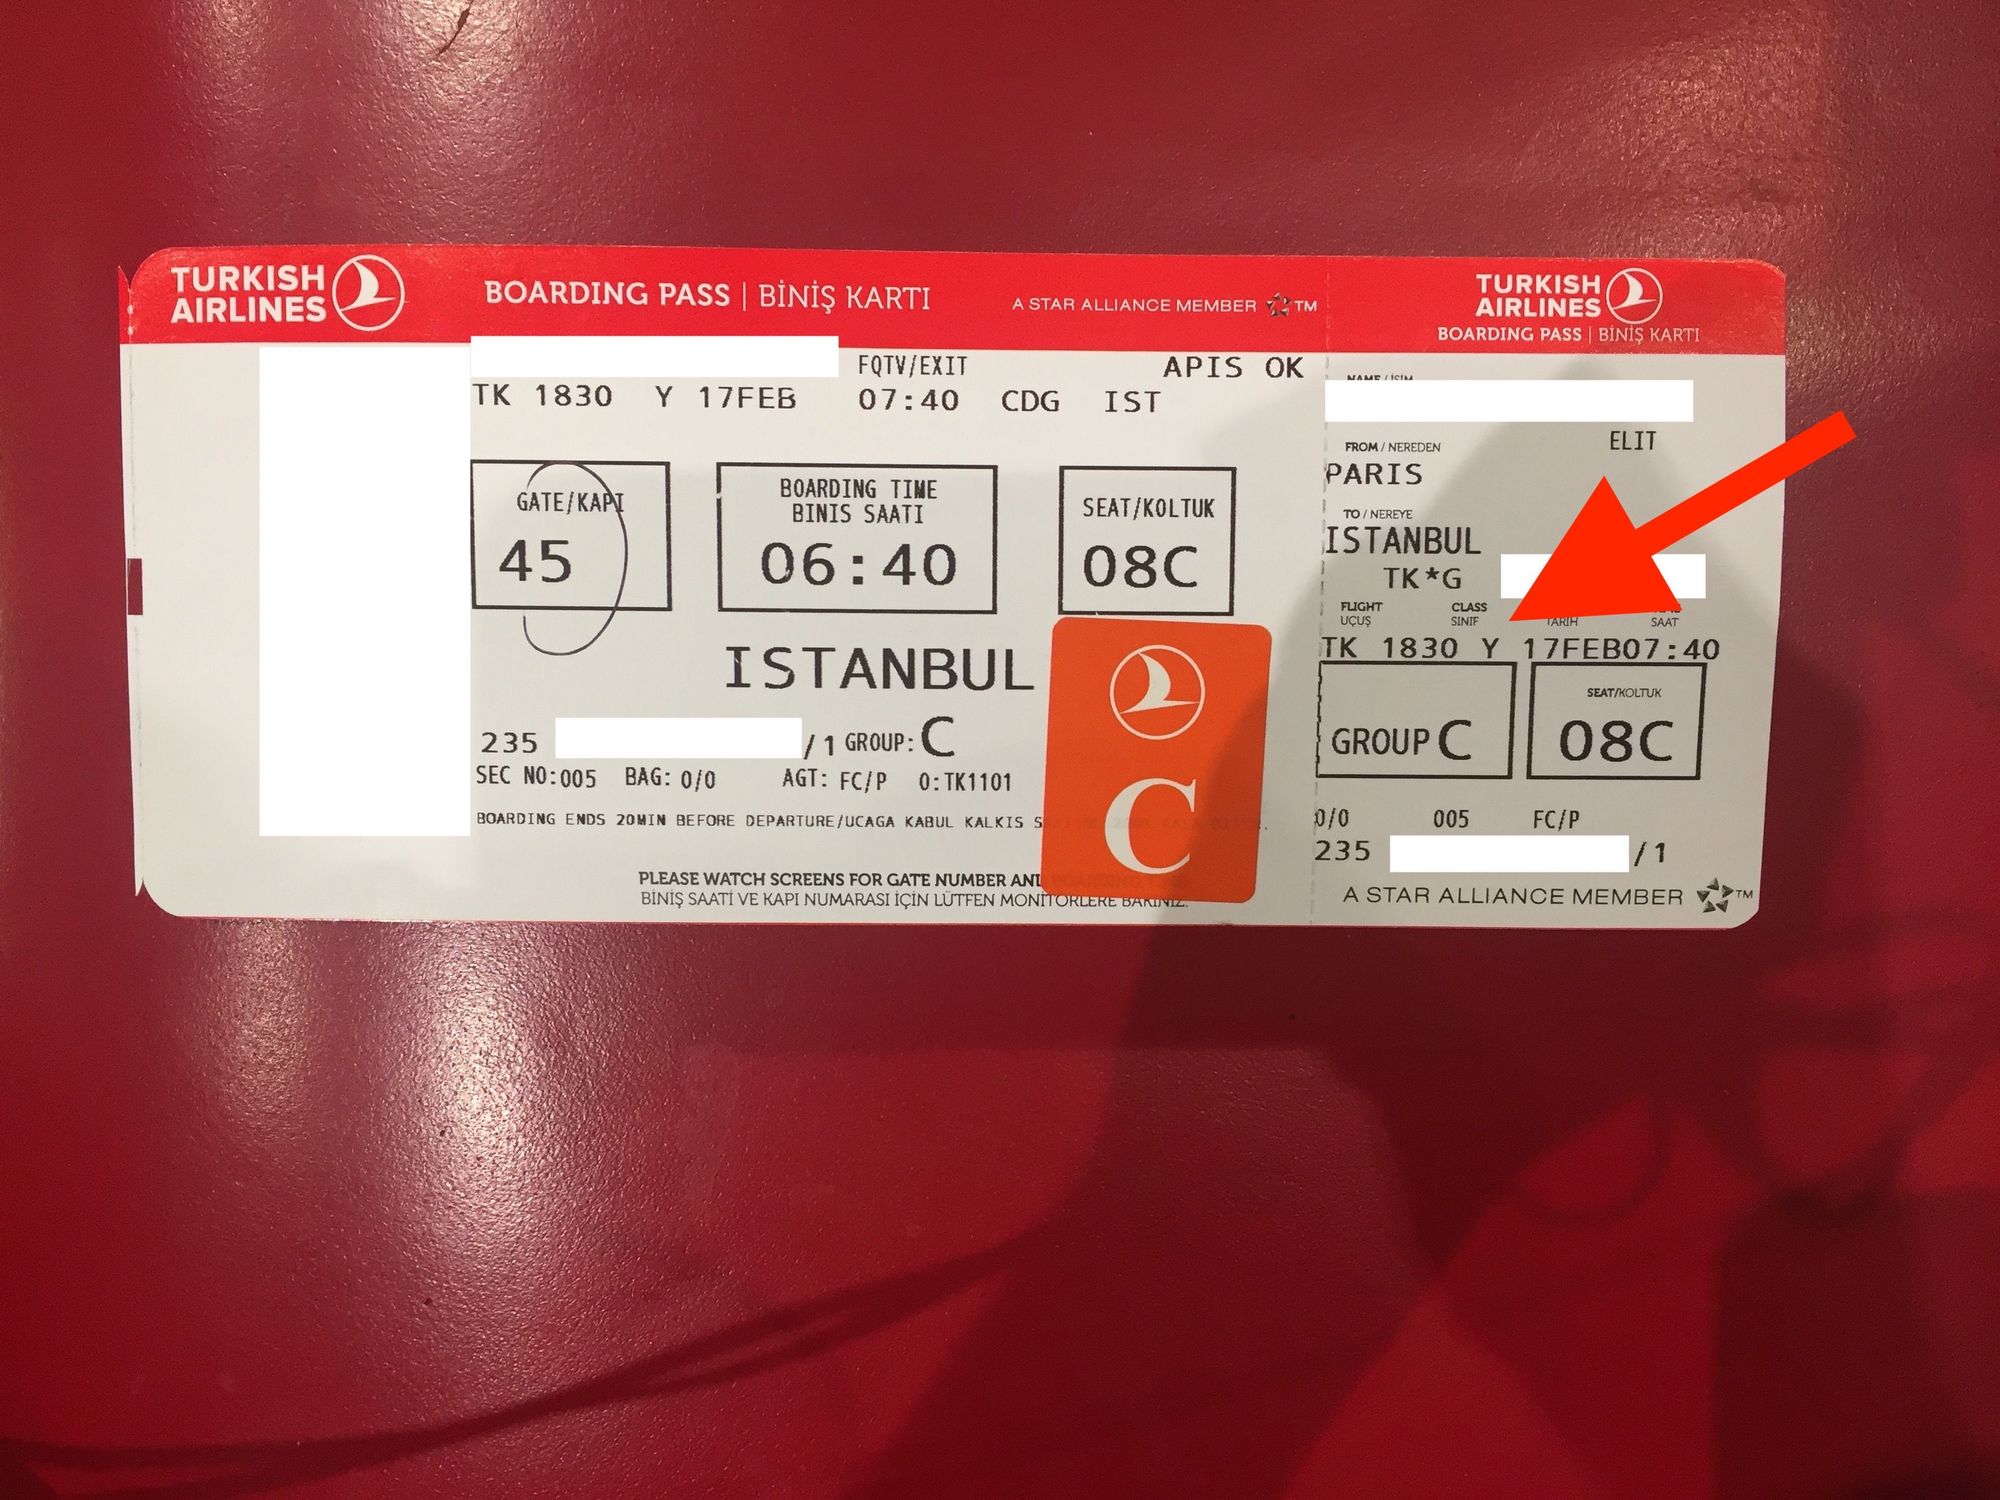 TURKISH
AIRLINES
BOARDING PASS | BİNİŞ KARTI
A STAR ALLIANCE MEMBER TM
FQTV/EXIT
APIS OK
TK 1830 Y 17FEB 07:40 CDG IST
GATE/KAPI
45
BOARDING TIME
BINIS SAATI
06:40
SEAT/KOLTUK
08C
ISTANBUL
235 /1 GROUP: C
SEC NO:005 BAG: 0/0 AGT: FC/P 0:TK1101
BOARDING ENDS 20MIN BEFORE DEPARTURE/UCAGA KABUL KALKIS
PLEASE WATCH SCREENS FOR GATE NUMBER AND
BİNİŞ SAATİ VE KAPI NUMARASI İÇİN LÜTFEN MONİTÖRLERE BAKINIZ.
C
TURKISH
AIRLINES
BOARDING PASS | BİNİŞ KARTI
NAME / İSİM
ELIT
FROM / NEREDEN
PARIS
TO / NEREYE
ISTANBUL
TK*G
FLIGHT CLASS
UÇUŞ SINIF TARIH SAAT
TK 1830 Y 17FEB07:40
GROUP C
SEAT/KOLTUK
08C
0/0 005 FC/P
235 /1
A STAR ALLIANCE MEMBER TM